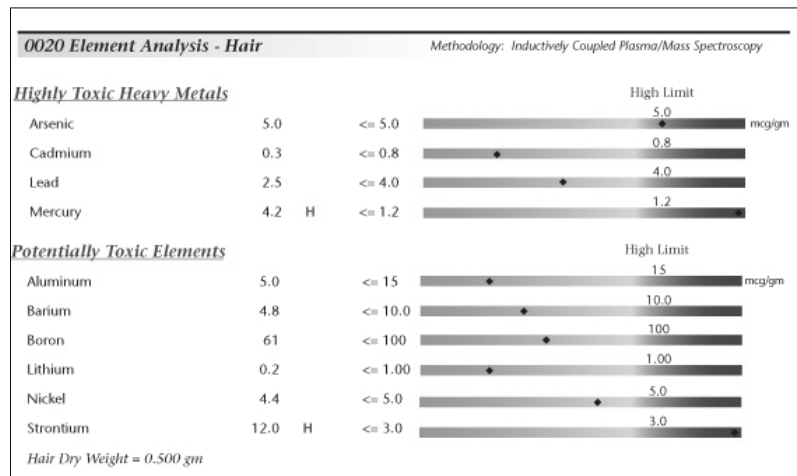 0020 Element Analysis - Hair Methodology: Inductively Coupled Plasma/Mass Spectroscopy
Highly Toxic Heavy Metals High Limit
Arsenic 5.0 <= 5.0 5.0 mcg/gm
Cadmium 0.3 <= 0.8 0.8
Lead 2.5 <= 4.0 4.0
Mercury 4.2 H <= 1.2 1.2
Potentially Toxic Elements High Limit
Aluminum 5.0 <= 15 15 mcg/gm
Barium 4.8 <= 10.0 10.0
Boron 61 <= 100 100
Lithium 0.2 <= 1.00 1.00
Nickel 4.4 <= 5.0 5.0
Strontium 12.0 H <= 3.0 3.0
Hair Dry Weight = 0.500 gm